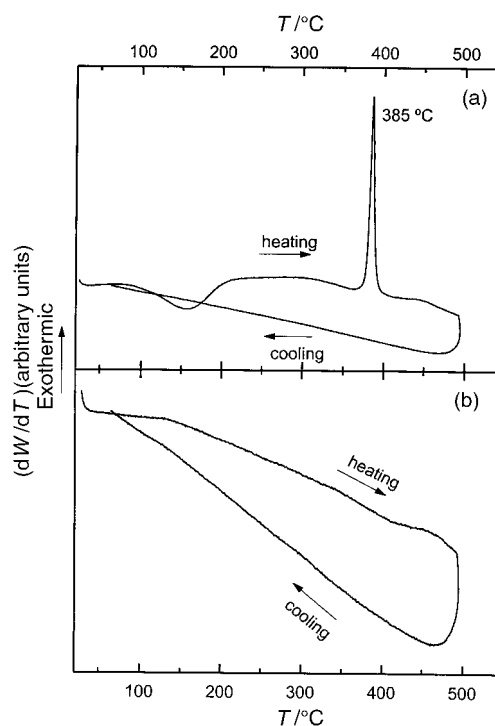 T/°C
100 200 300 400 500
(a)
385 °C
heating
cooling
(dW/dT)(arbitrary units)
Exothermic
(b)
heating
cooling
100 200 300 400 500
T/°C